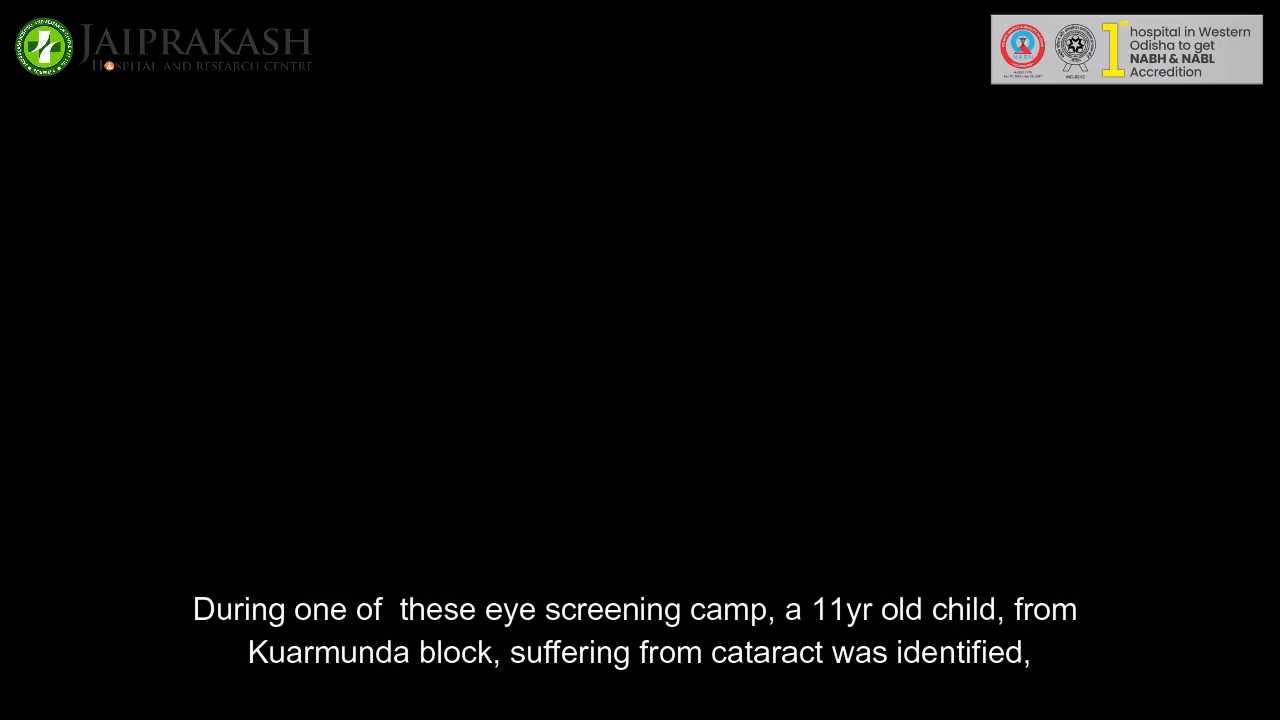 JAIPRAKASH
HOSPITAL AND RESEARCH CENTRE
1st
hospital in Western
Odisha to get
NABH & NABL
Accreditation
During one of  these eye screening camp, a 11yr old child, from
Kuarmunda block, suffering from cataract was identified,